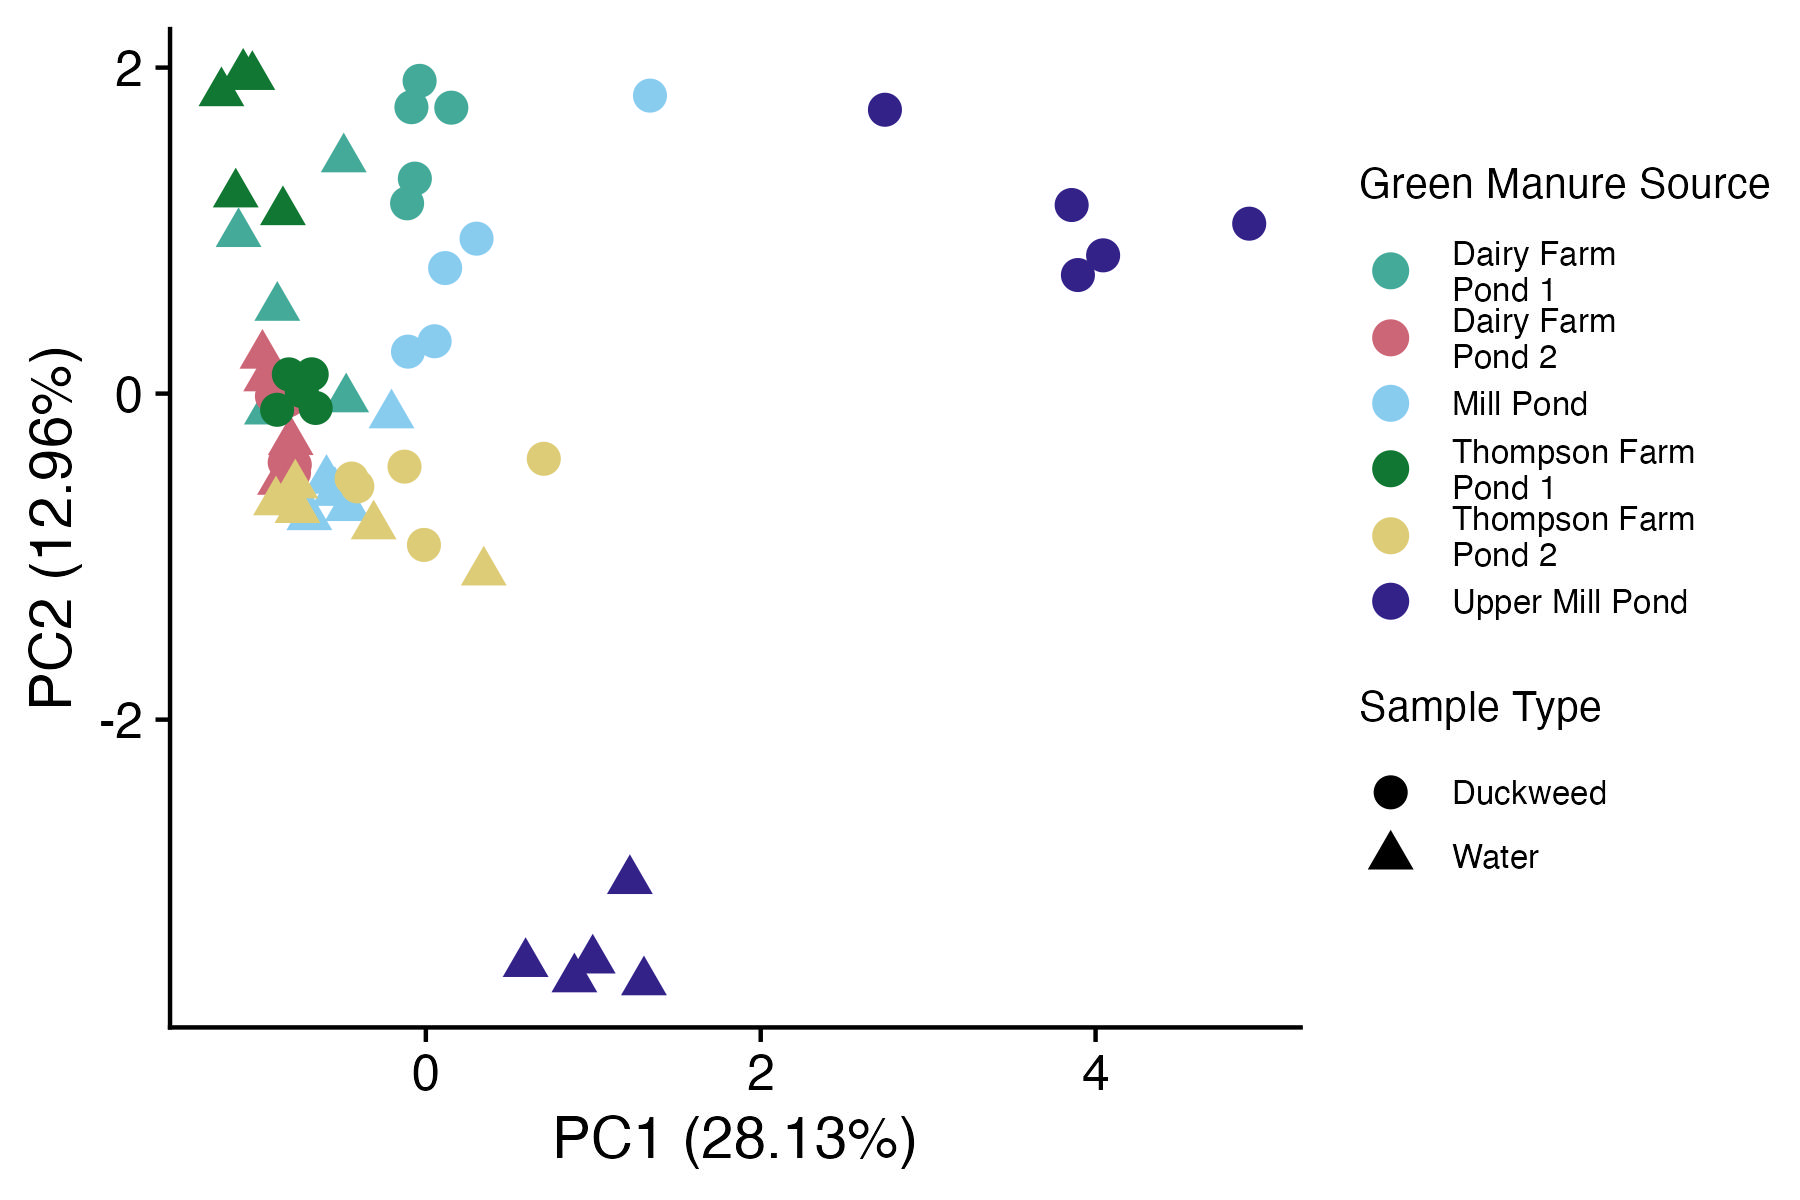 2
0
-2
PC2 (12.96%)
0
2
4
PC1 (28.13%)
Green Manure Source
Dairy Farm
Pond 1
Dairy Farm
Pond 2
Mill Pond
Thompson Farm
Pond 1
Thompson Farm
Pond 2
Upper Mill Pond
Sample Type
Duckweed
Water